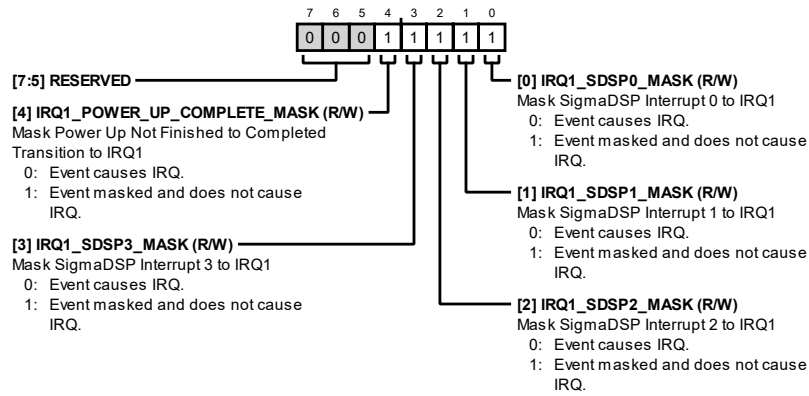 7 6 5 4 3 2 1 0
0 0 0 1 1 1 1 1
[7:5] RESERVED
[4] IRQ1_POWER_UP_COMPLETE_MASK (R/W)
Mask Power Up Not Finished to Completed
Transition to IRQ1
0: Event causes IRQ.
1: Event masked and does not cause
IRQ.
[3] IRQ1_SDSP3_MASK (R/W)
Mask SigmaDSP Interrupt 3 to IRQ1
0: Event causes IRQ.
1: Event masked and does not cause
IRQ.
[0] IRQ1_SDSP0_MASK (R/W)
Mask SigmaDSP Interrupt 0 to IRQ1
0: Event causes IRQ.
1: Event masked and does not cause
IRQ.
[1] IRQ1_SDSP1_MASK (R/W)
Mask SigmaDSP Interrupt 1 to IRQ1
0: Event causes IRQ.
1: Event masked and does not cause
IRQ.
[2] IRQ1_SDSP2_MASK (R/W)
Mask SigmaDSP Interrupt 2 to IRQ1
0: Event causes IRQ.
1: Event masked and does not cause
IRQ.